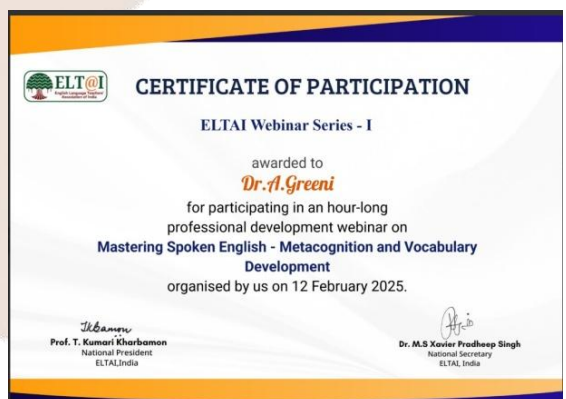 ELT@I
English Language Teachers'
Association of India
CERTIFICATE OF PARTICIPATION
ELTAI Webinar Series - I
awarded to
Dr.A.Greeni
for participating in an hour-long
professional development webinar on
Mastering Spoken English - Metacognition and Vocabulary
Development
organised by us on 12 February 2025.
Prof. T. Kumari Kharbamon
National President
ELTAI,India
Dr. M.S Xavier Pradheep Singh
National Secretary
ELTAI, India